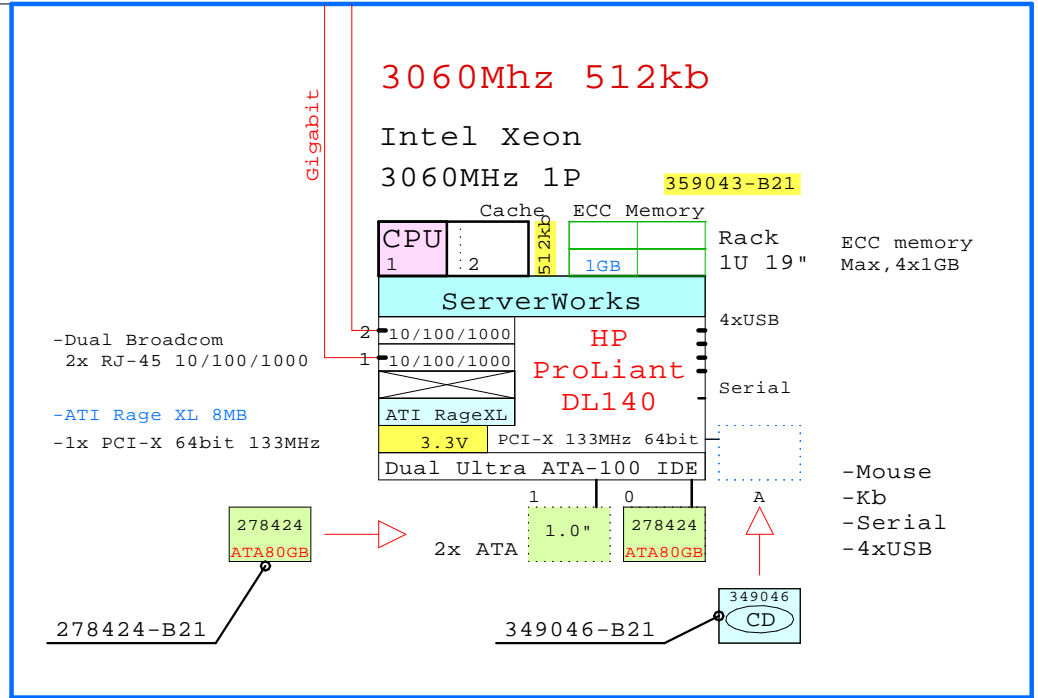 3060Mhz 512kb
Gigabit
Intel Xeon
3060MHz 1P
359043-B21
Cache
ECC Memory
CPU
1
2
512kb
1GB
Rack
1U 19"
ECC memory
Max,4x1GB
ServerWorks
4xUSB
2
10/100/1000
1
10/100/1000
HP
ProLiant
DL140
-Dual Broadcom
2x RJ-45 10/100/1000
Serial
ATI RageXL
-ATI Rage XL 8MB
-1x PCI-X 64bit 133MHz
3.3V
PCI-X 133MHz 64bit
Dual Ultra ATA-100 IDE
-Mouse
-Kb
-Serial
-4xUSB
1
0
A
278424
ATA80GB
2x ATA
1.0"
278424
ATA80GB
349046
CD
278424-B21
349046-B21